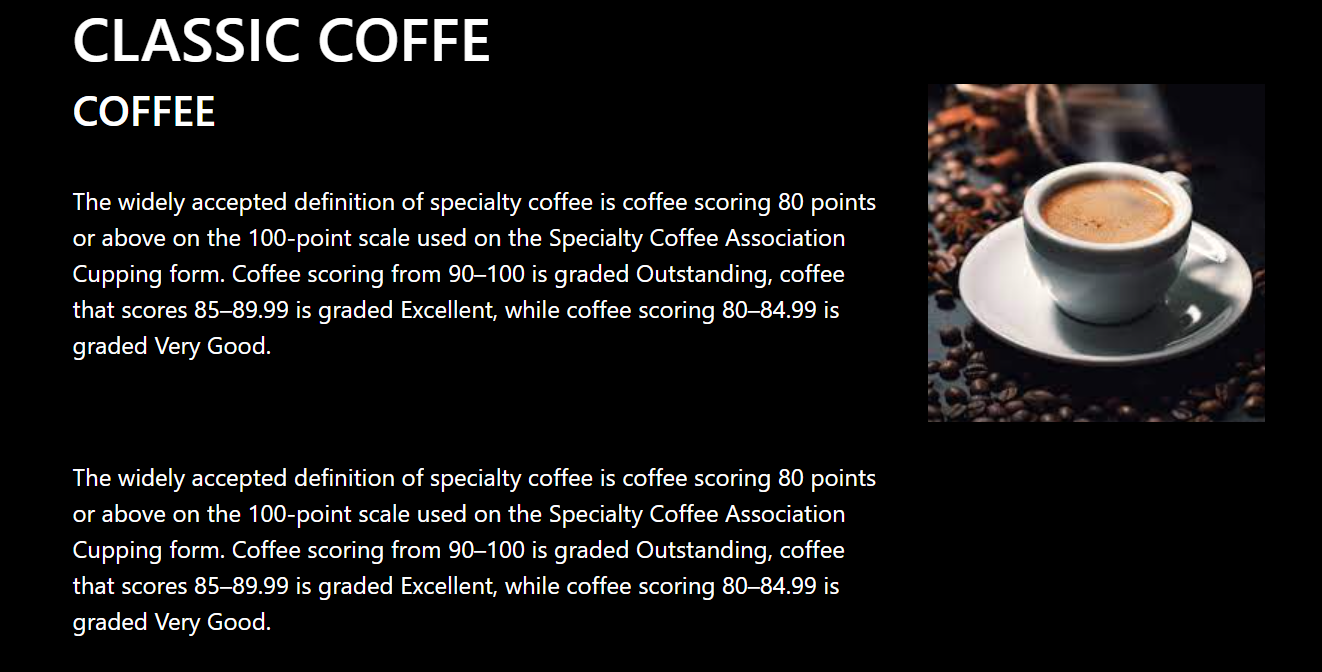 CLASSIC COFFE
COFFEE
The widely accepted definition of specialty coffee is coffee scoring 80 points
or above on the 100-point scale used on the Specialty Coffee Association
Cupping form. Coffee scoring from 90–100 is graded Outstanding, coffee
that scores 85–89.99 is graded Excellent, while coffee scoring 80–84.99 is
graded Very Good.
The widely accepted definition of specialty coffee is coffee scoring 80 points
or above on the 100-point scale used on the Specialty Coffee Association
Cupping form. Coffee scoring from 90–100 is graded Outstanding, coffee
that scores 85–89.99 is graded Excellent, while coffee scoring 80–84.99 is
graded Very Good.